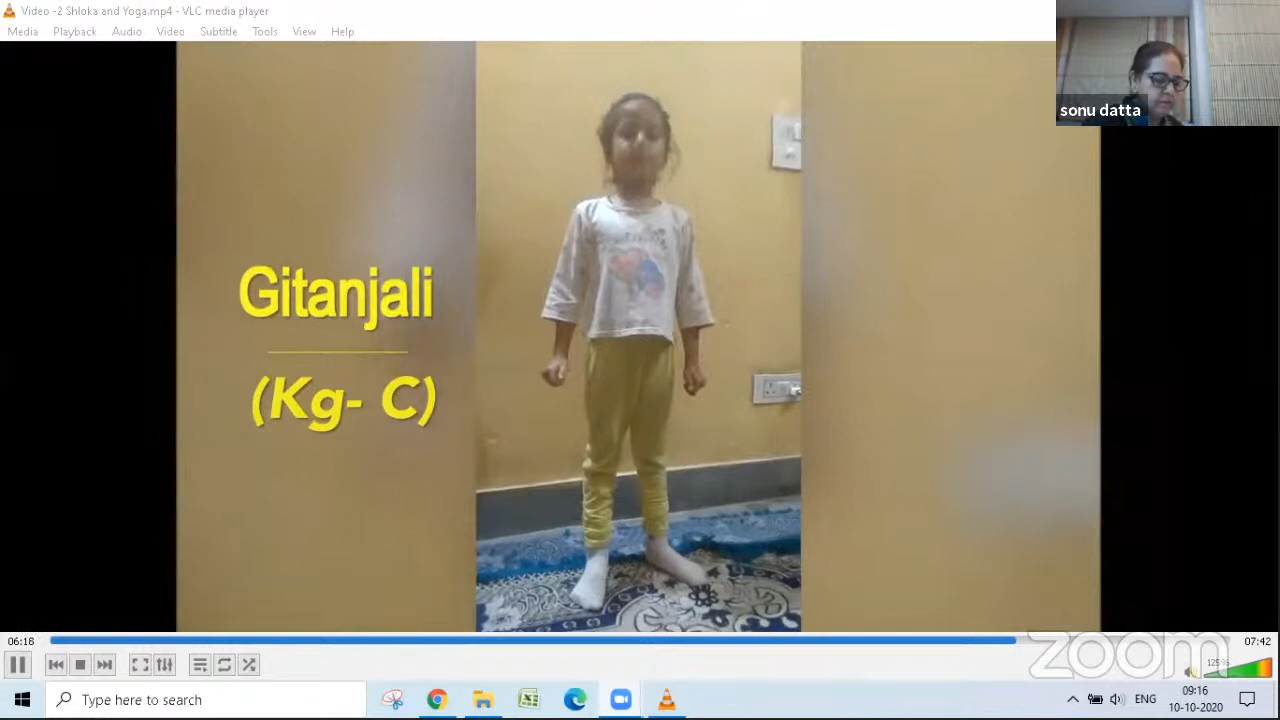 Video -2 Shloka and Yoga.mp4 - VLC media player
Media Playback Audio Video Subtitle Tools View Help
sonu datta
Gitanjali
(Kg- C)
06:16
07:42
zoom
125%
Type here to search
ENG
09:16
10-10-2020